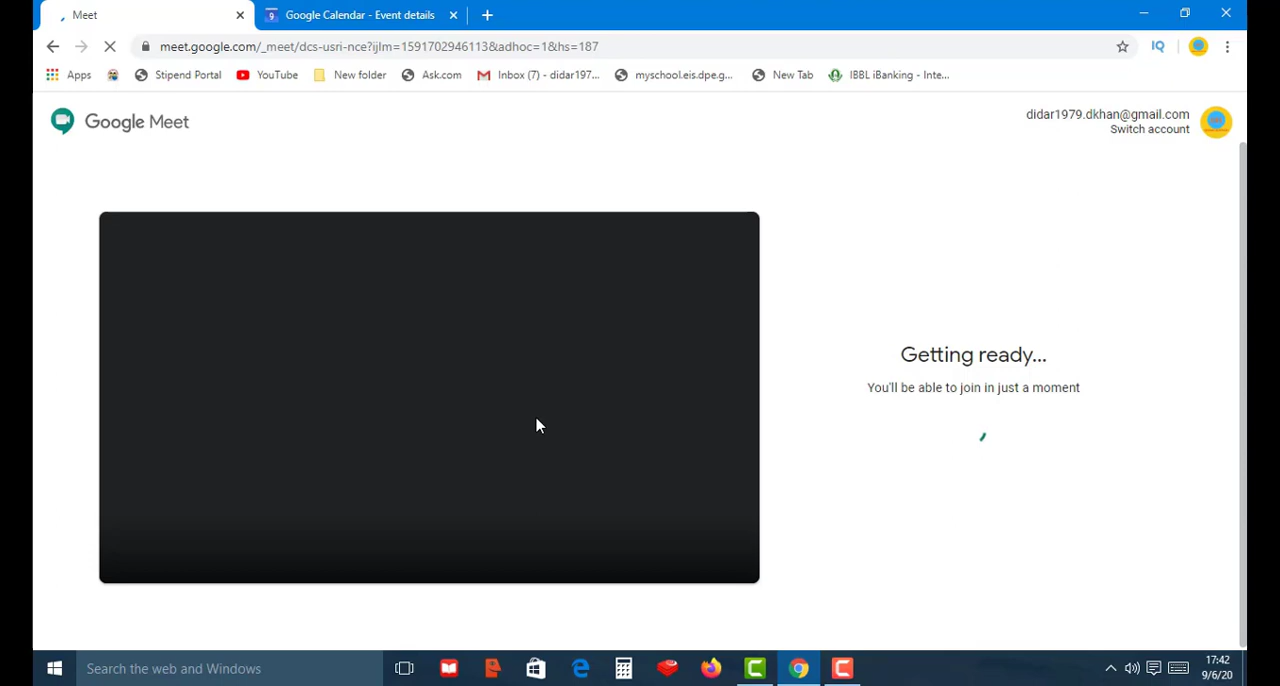 Meet
Google Calendar - Event details
meet.google.com/_meet/dcs-usri-nce?ijlm=1591702946113&adhoc=1&hs=187
IQ
Apps
Stipend Portal
YouTube
New folder
Ask.com
Inbox (7) - didar197...
myschool.eis.dpe.g...
New Tab
IBBL iBanking - Inte...
Google Meet
didar1979.dkhan@gmail.com
Switch account
Getting ready...
You'll be able to join in just a moment
Search the web and Windows
17:42
9/6/20